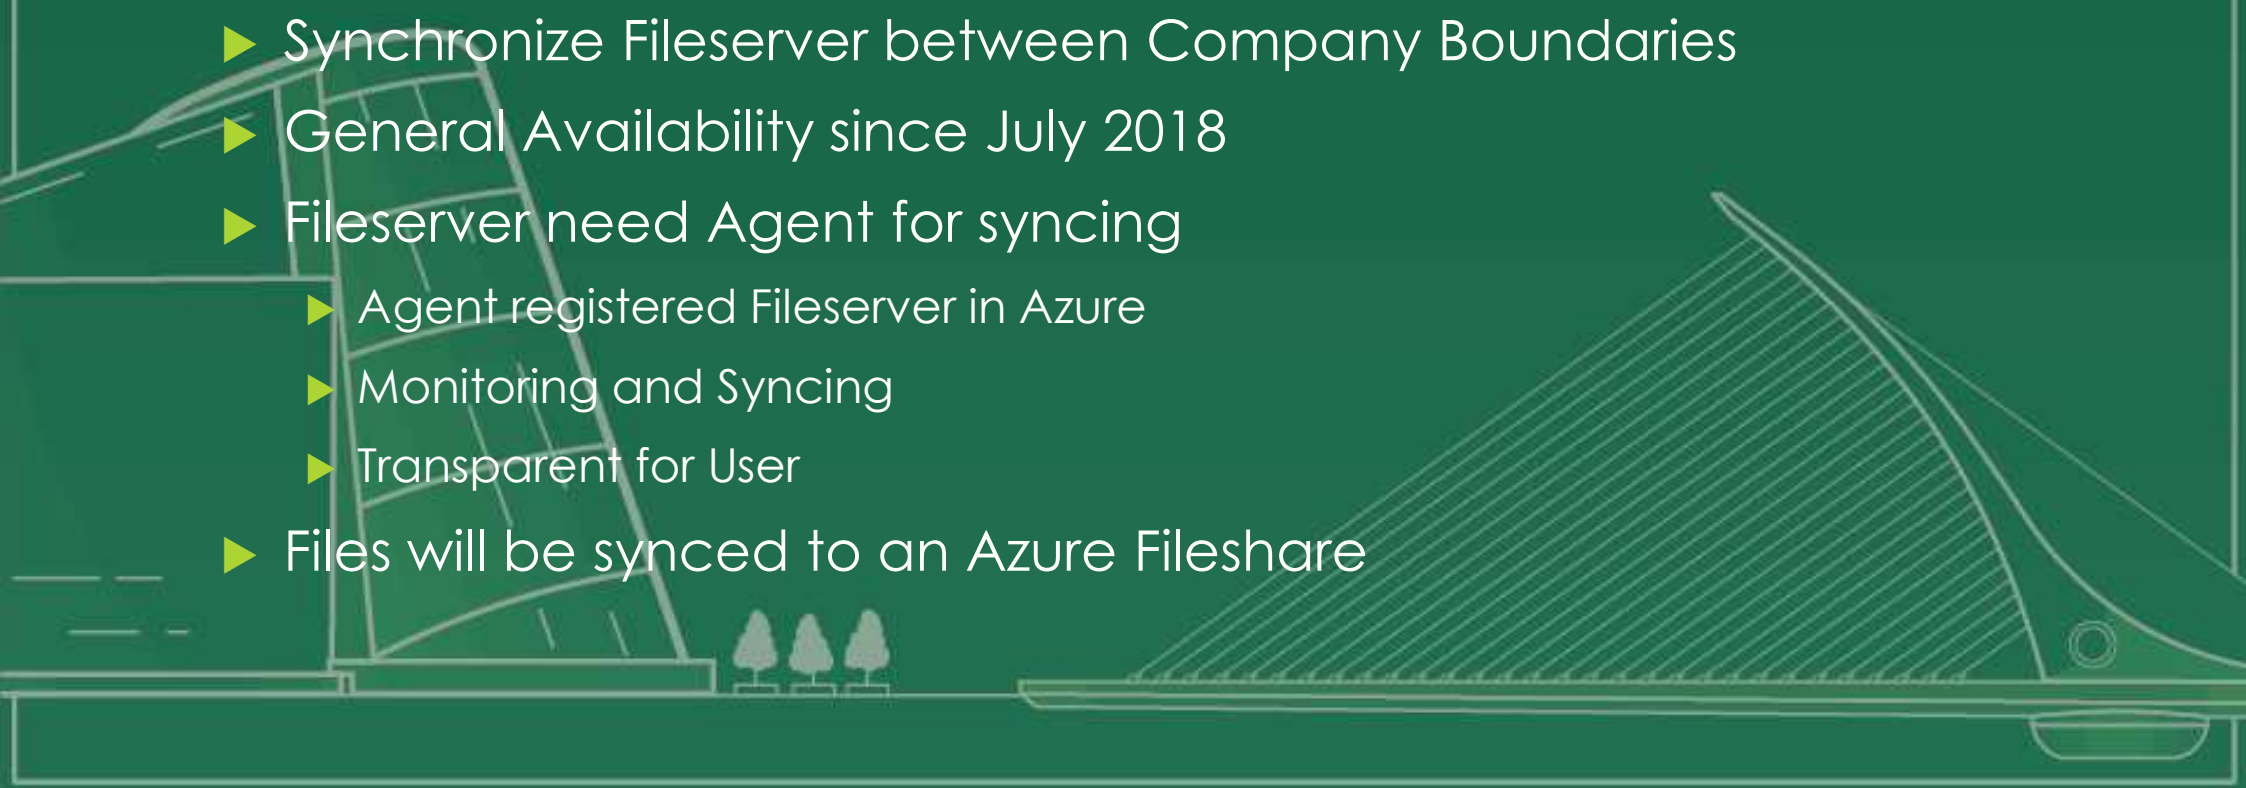 Synchronize Fileserver between Company Boundaries
General Availability since July 2018
Fileserver need Agent for syncing
Agent registered Fileserver in Azure
Monitoring and Syncing
Transparent for User
Files will be synced to an Azure Fileshare